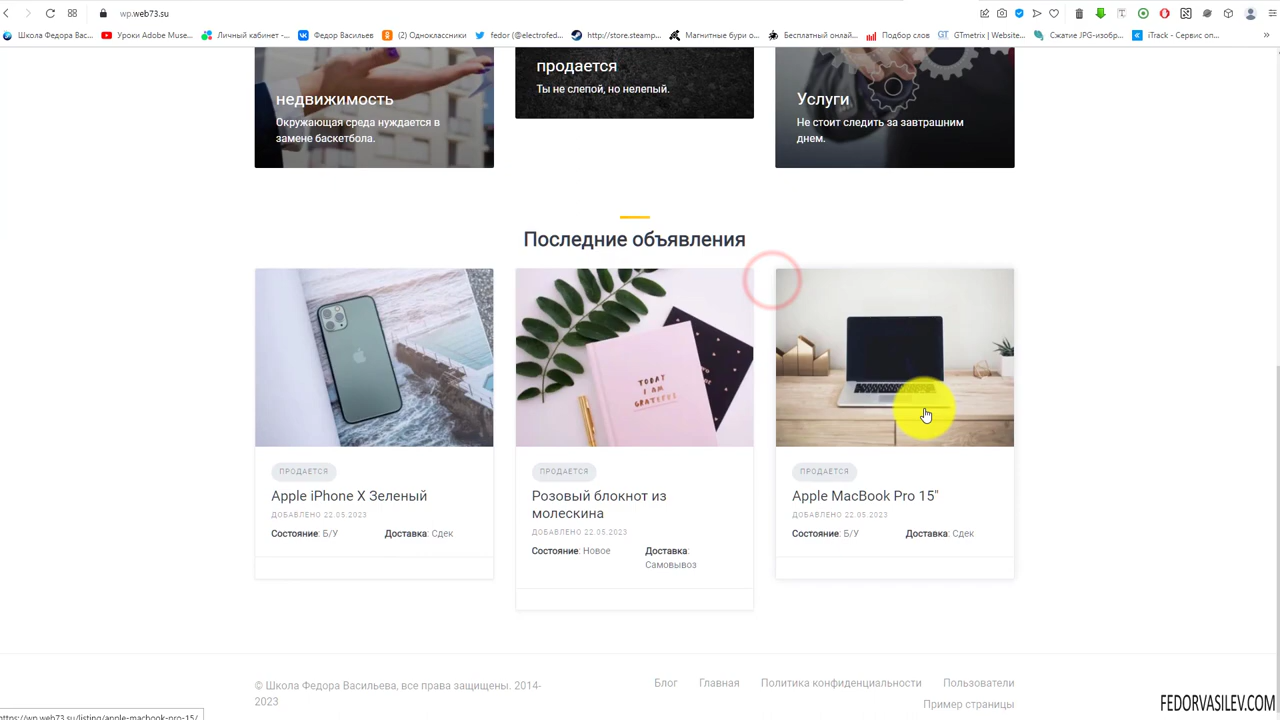 wp.web73.su
Школа Федора Вас...
Уроки Adobe Muse...
Личный кабинет -...
Федор Васильев
(2) Одноклассники
fedor (@electrofed...
http://store.steamp...
Магнитные бури о...
Бесплатный онлай...
Подбор слов
GTmetrix | Website...
Сжатие JPG-изобр...
iTrack - Сервис оп...
недвижимость
Окружающая среда нуждается в
замене баскетбола.
продается
Ты не слепой, но нелепый.
Услуги
Не стоит следить за завтрашним
днем.
Последние объявления
TODAY
I AM
GRATEFUL
ПРОДАЕТСЯ
Apple iPhone X Зеленый
ДОБАВЛЕНО 22.05.2023
Состояние: Б/У
Доставка: Сдек
ПРОДАЕТСЯ
Розовый блокнот из
молескина
ДОБАВЛЕНО 22.05.2023
Состояние: Новое
Доставка:
Самовывоз
ПРОДАЕТСЯ
Apple MacBook Pro 15"
ДОБАВЛЕНО 22.05.2023
Состояние: Б/У
Доставка: Сдек
© Школа Федора Васильева, все права защищены. 2014-
2023
Блог
Главная
Политика конфиденциальности
Пользователи
Пример страницы
https://wp.web73.su/listing/apple-macbook-pro-15/
FEDORVASILEV.COM